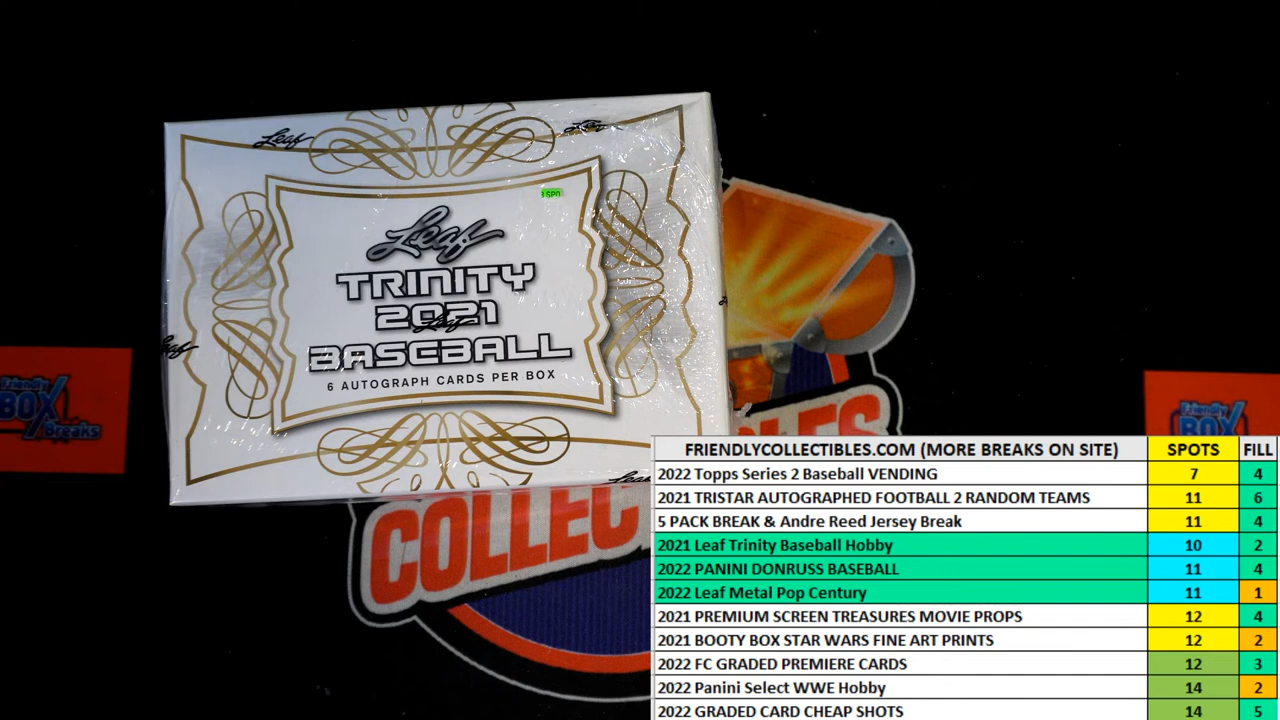 Leaf
Leaf
3 SPO
Leaf
TRINITY
2021
Leaf
BASEBALL
6 AUTOGRAPH CARDS PER BOX
Leaf
Leaf
Friendly
BOX
Breaks
Friendly
BOX
COLLEC
LES
FRIENDLYCOLLECTIBLES.COM (MORE BREAKS ON SITE) SPOTS FILL
2022 Topps Series 2 Baseball VENDING 7 4
2021 TRISTAR AUTOGRAPHED FOOTBALL 2 RANDOM TEAMS 11 6
5 PACK BREAK & Andre Reed Jersey Break 11 4
2021 Leaf Trinity Baseball Hobby 10 2
2022 PANINI DONRUSS BASEBALL 11 4
2022 Leaf Metal Pop Century 11 1
2021 PREMIUM SCREEN TREASURES MOVIE PROPS 12 4
2021 BOOTY BOX STAR WARS FINE ART PRINTS 12 2
2022 FC GRADED PREMIERE CARDS 12 3
2022 Panini Select WWE Hobby 14 2
2022 GRADED CARD CHEAP SHOTS 14 5